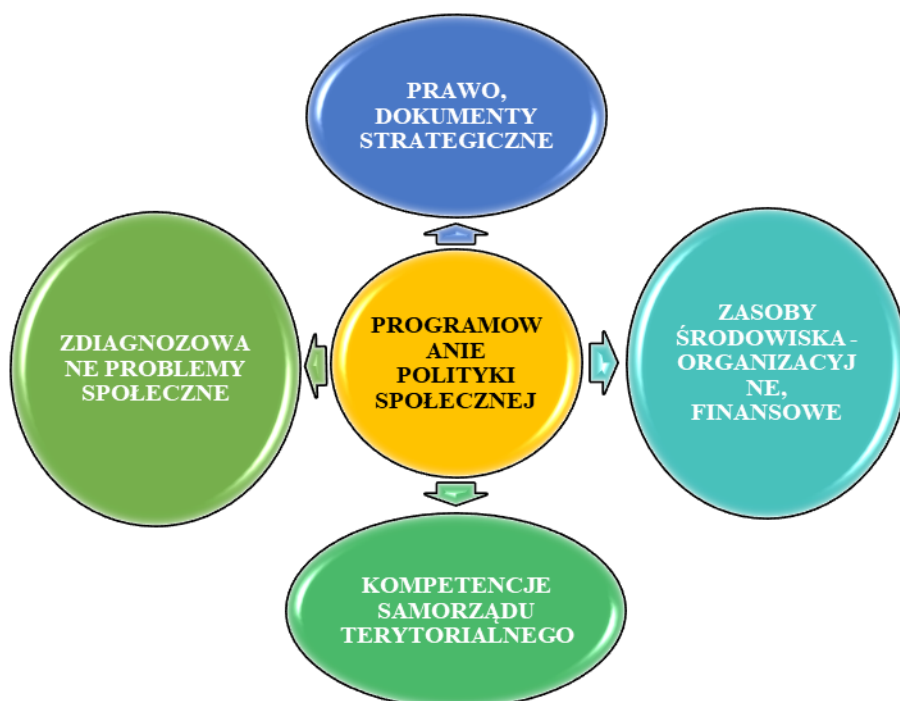 PRAWO,
DOKUMENTY
STRATEGICZNE
ZDIAGNOZOWA
NE PROBLEMY
SPOŁECZNE
PROGRAMOW
ANIE
POLITYKI
SPOŁECZNEJ
ZASOBY
ŚRODOWISKA -
ORGANIZACYJ
NE,
FINANSOWE
KOMPETENCJE
SAMORZĄDU
TERYTORIALNEGO